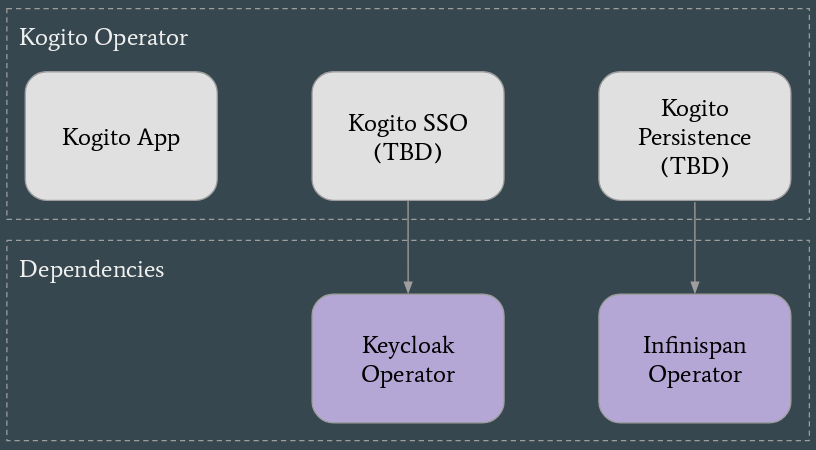 Kogito Operator
Kogito App
Kogito SSO
(TBD)
Kogito
Persistence
(TBD)
Dependencies
Keycloak
Operator
Infinispan
Operator